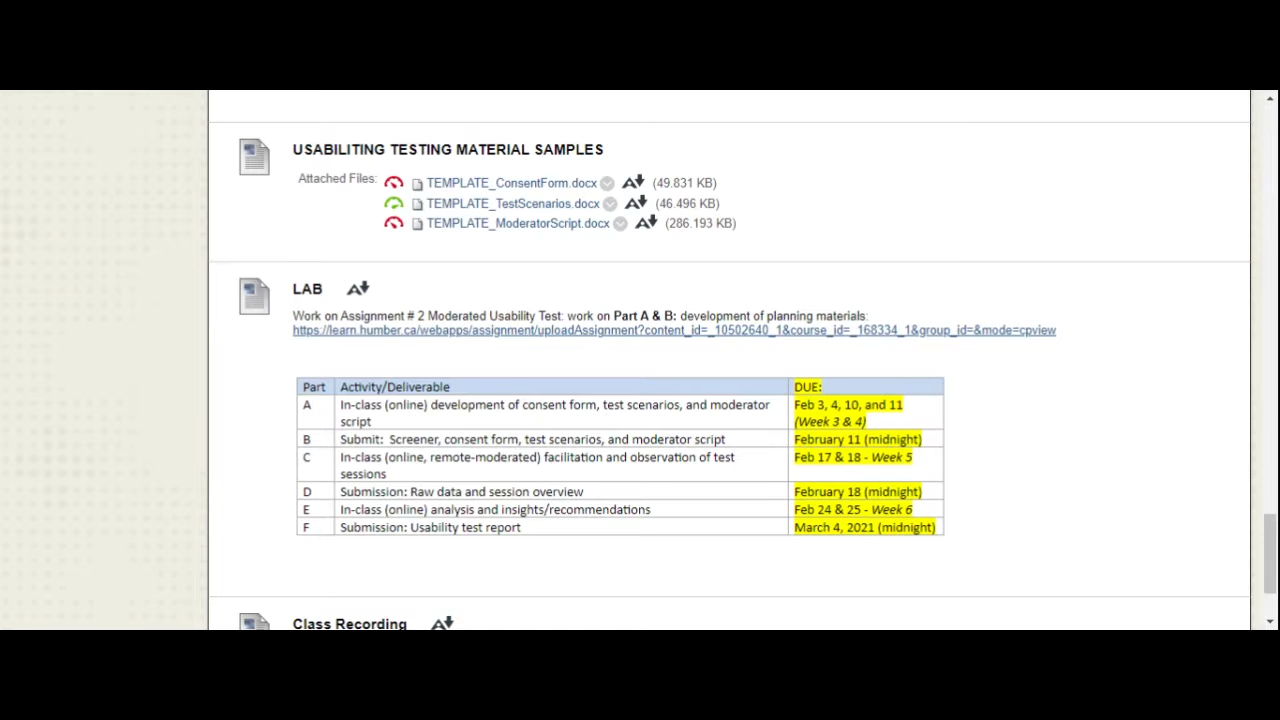 USABILITING TESTING MATERIAL SAMPLES
Attached Files: TEMPLATE_ConsentForm.docx (49.831 KB)
TEMPLATE_TestScenarios.docx (46.496 KB)
TEMPLATE_ModeratorScript.docx (286.193 KB)
LAB
Work on Assignment # 2 Moderated Usability Test: work on Part A & B: development of planning materials:
https://learn.humber.ca/webapps/assignment/uploadAssignment?content_id=_10502640_1&course_id=_168334_1&group_id=&mode=cpview
Part Activity/Deliverable DUE:
A In-class (online) development of consent form, test scenarios, and moderator Feb 3, 4, 10, and 11
script (Week 3 & 4)
B Submit: Screener, consent form, test scenarios, and moderator script February 11 (midnight)
C In-class (online, remote-moderated) facilitation and observation of test Feb 17 & 18 - Week 5
sessions
D Submission: Raw data and session overview February 18 (midnight)
E In-class (online) analysis and insights/recommendations Feb 24 & 25 - Week 6
F Submission: Usability test report March 4, 2021 (midnight)
Class Recording